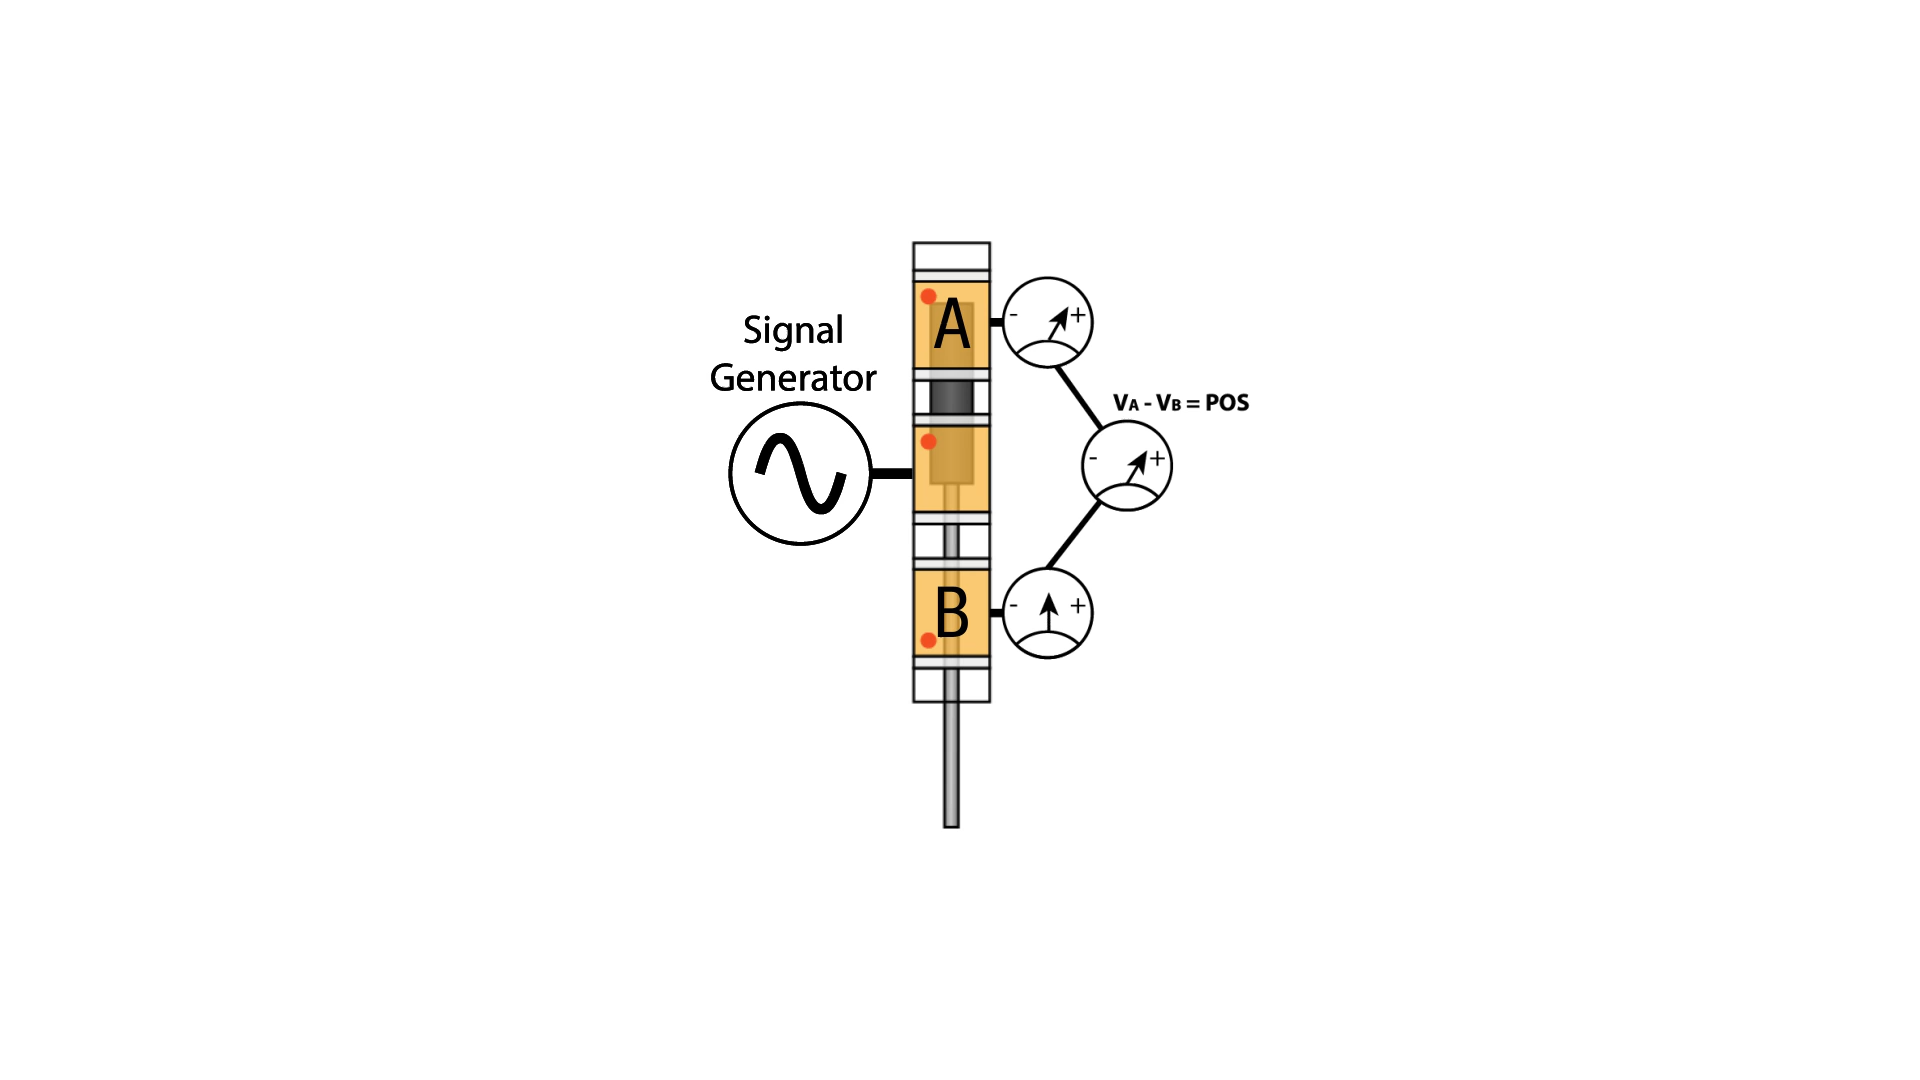 Signal
Generator
A
- +
VA - VB = POS
- +
B
- +